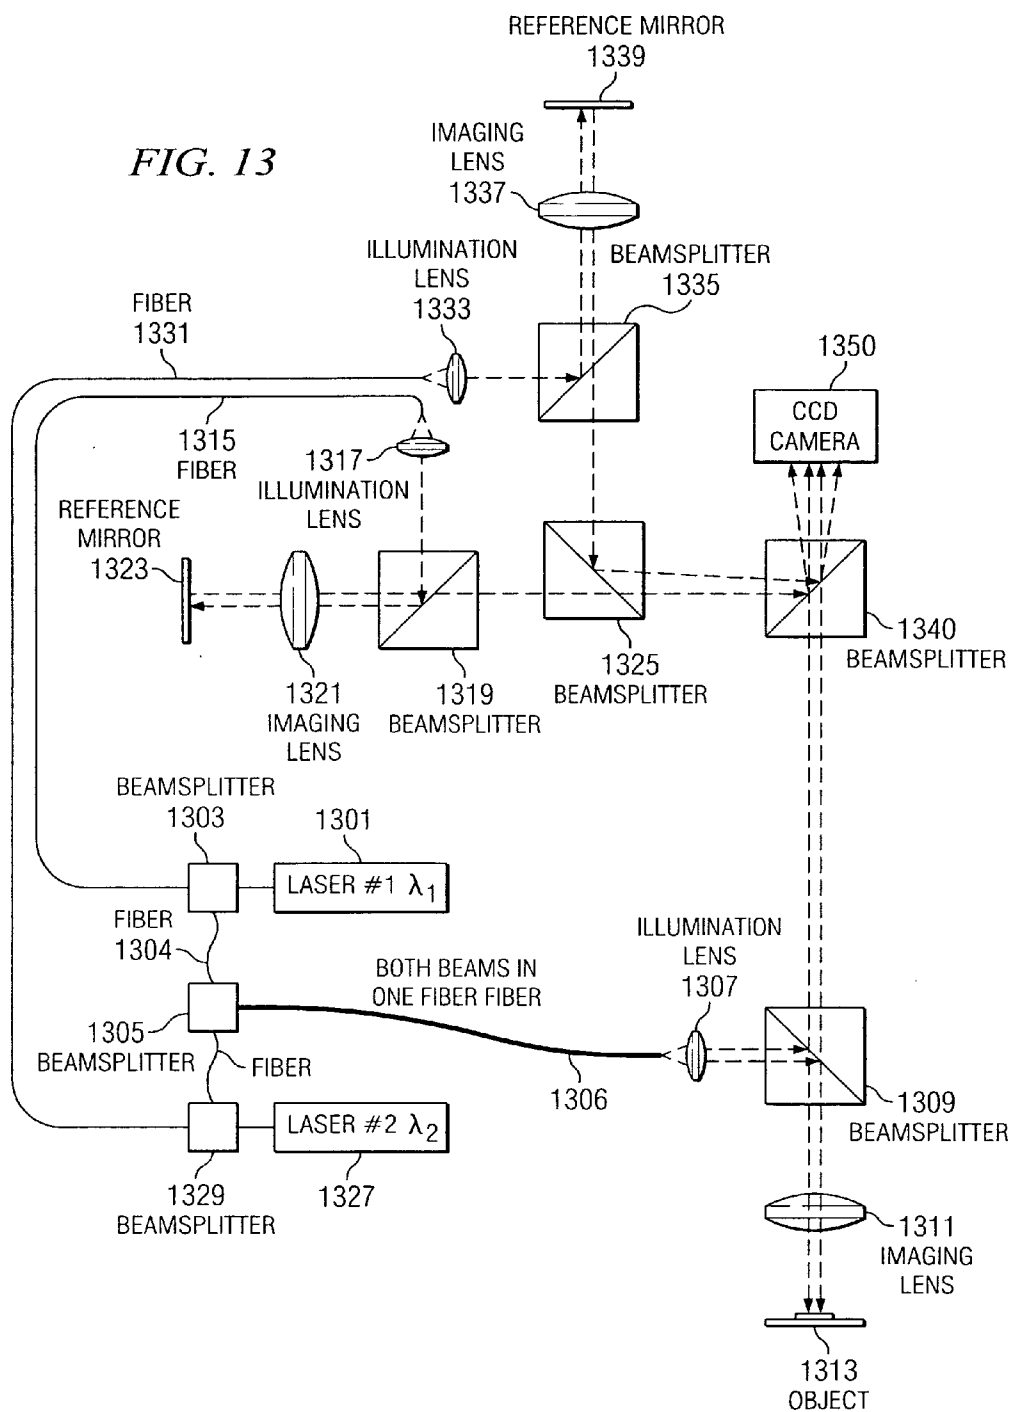 REFERENCE MIRROR
1339
IMAGING
LENS
1337
FIG. 13
ILLUMINATION
LENS
1333
BEAMSPLITTER
1335
FIBER
1331
1350
CCD
CAMERA
1315
FIBER
1317
ILLUMINATION
LENS
REFERENCE
MIRROR
1323
1321
IMAGING
LENS
1319
BEAMSPLITTER
1325
BEAMSPLITTER
1340
BEAMSPLITTER
BEAMSPLITTER
1303
1301
LASER #1 λ1
FIBER
1304
BOTH BEAMS IN
ONE FIBER FIBER
ILLUMINATION
LENS
1307
1305
BEAMSPLITTER
FIBER
1306
1309
BEAMSPLITTER
LASER #2 λ2
1329
BEAMSPLITTER
1327
1311
IMAGING
LENS
1313
OBJECT